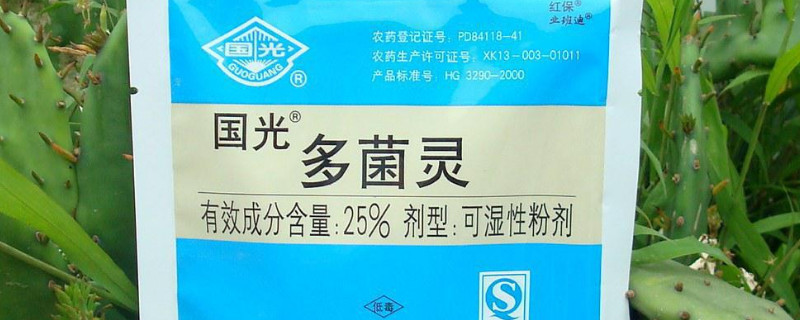 红保®
业班迪®
国光
GUOGUANG
®
农药登记证号：PD84118-41
农药生产许可证号：XK13-003-01011
产品标准号：HG 3290-2000
国光®
多菌灵
有效成分含量：25% 剂型：可湿性粉剂
低毒
QS